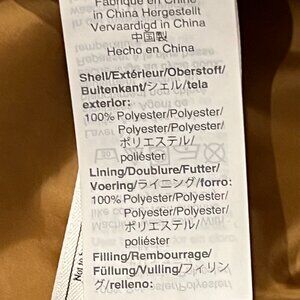 Fabriqué en Chine
in China Hergestellt
Vervaardigd in China
中国製
Hecho en China
Shell/Extérieur/Oberstoff/
Buitenkant/シェル/tela
exterior:
100% Polyester/Polyester/
Polyester/Polyester/
ポリエステル/
poliéster
Lining/Doublure/Futter/
Voering/ライニング/forro:
100% Polyester/Polyester/
Polyester/Polyester/
ポリエステル/
poliéster
Filling/Rembourrage/
Füllung/Vulling/フィリン
グ/relleno: